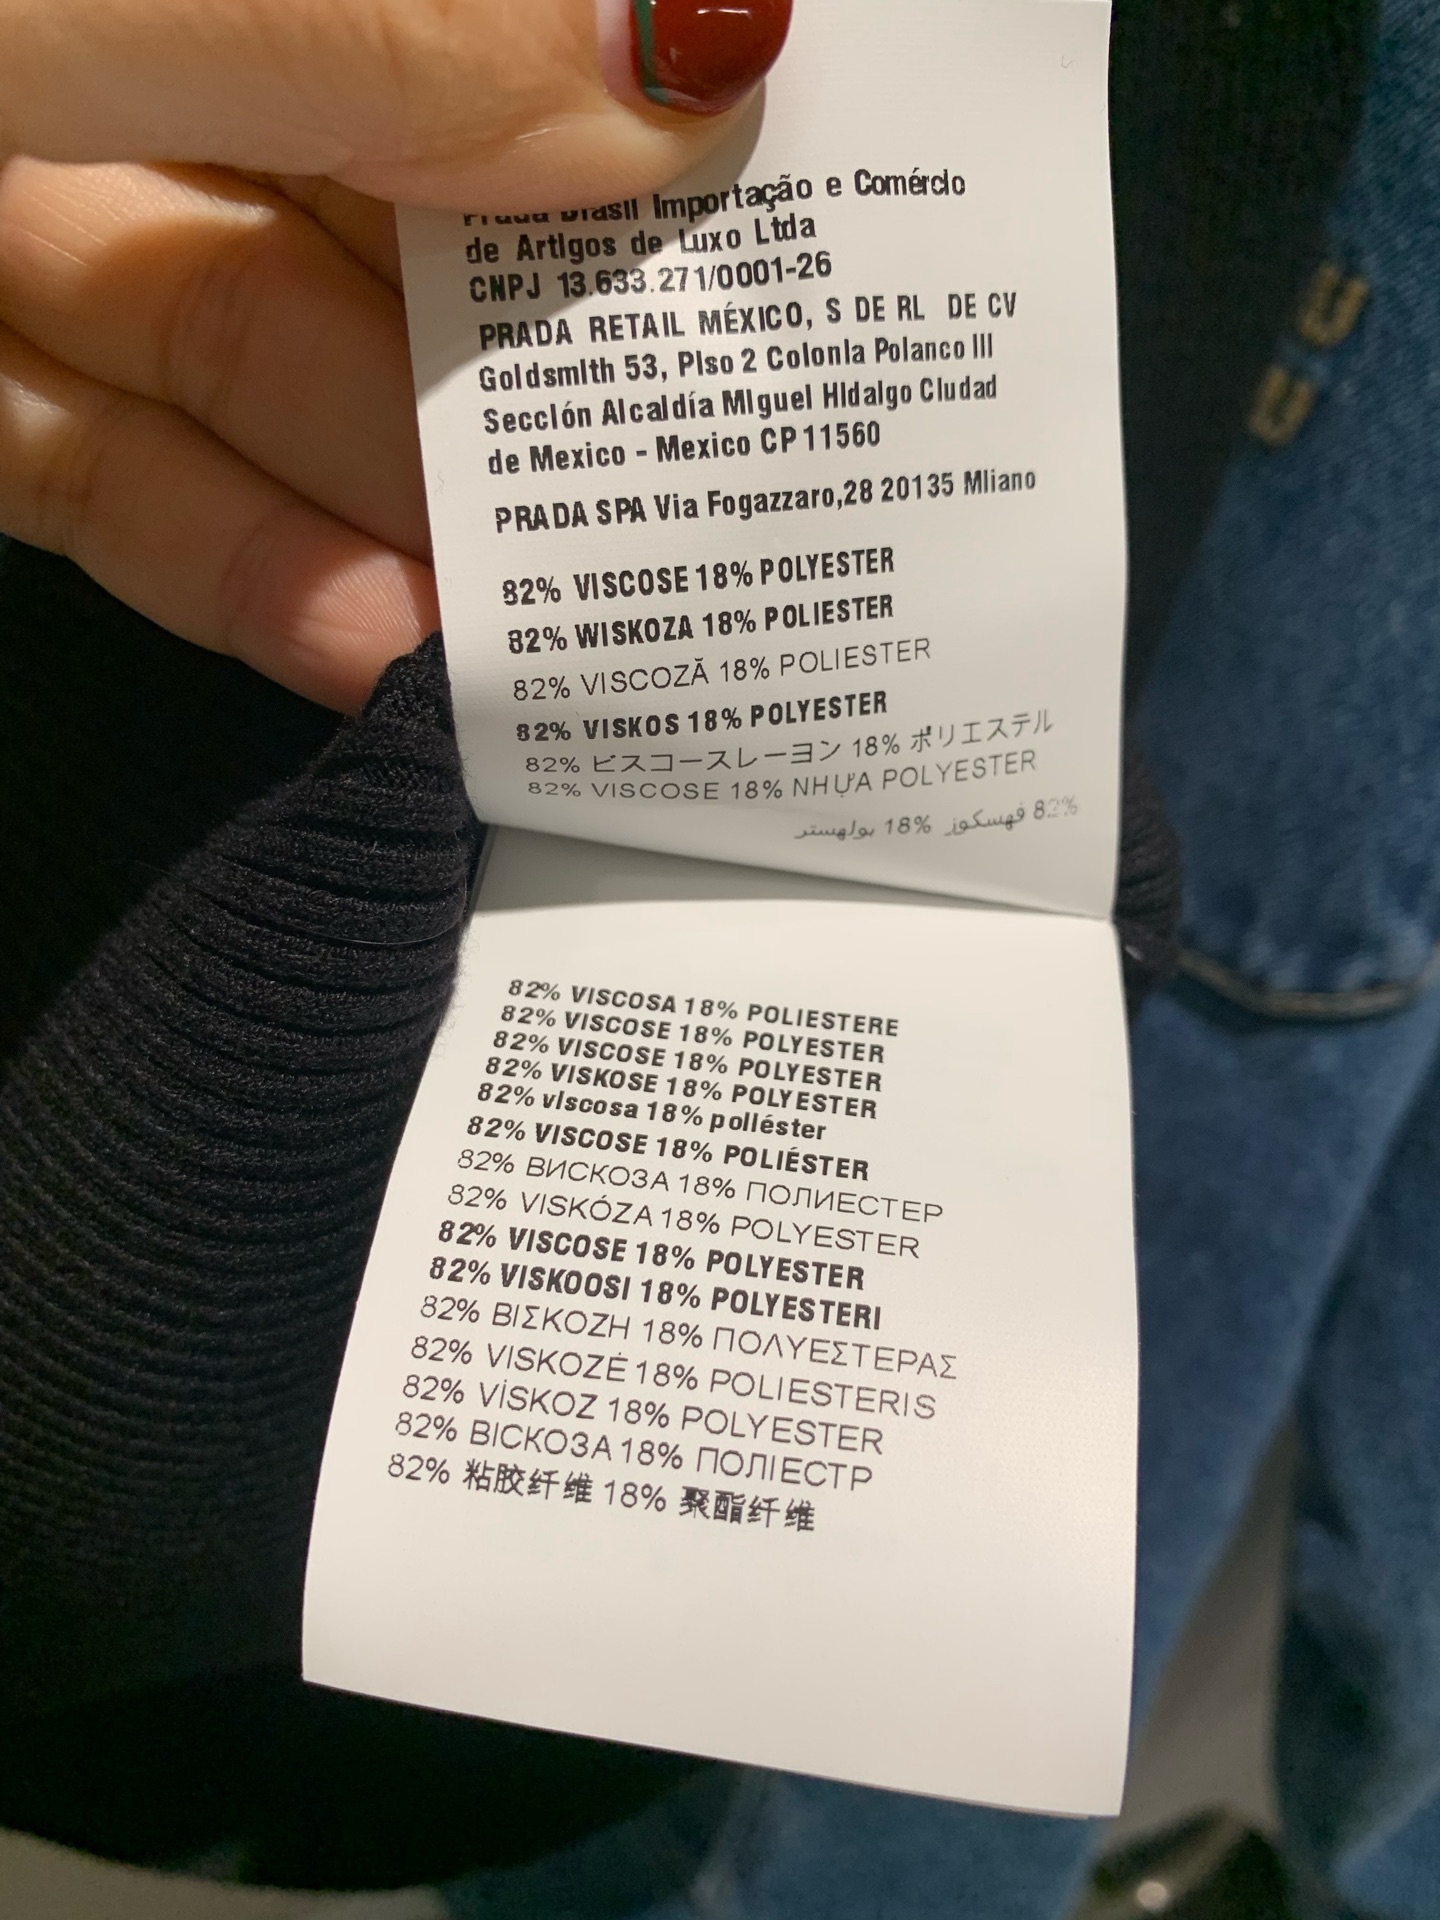 Prada Brasil Importação e Comércio
de Artigos de Luxo Ltda
CNPJ 13.633.271/0001-26
PRADA RETAIL MÉXICO, S DE RL DE CV
Goldsmith 53, Piso 2 Colonia Polanco III
Sección Alcaldía Miguel Hidalgo Ciudad
de Mexico - Mexico CP 11560
PRADA SPA Via Fogazzaro,28 20135 Milano
82% VISCOSE 18% POLYESTER
82% WISKOZA 18% POLIESTER
82% VISCOZĂ 18% POLIESTER
82% VISKOS 18% POLYESTER
82% ビスコースレーヨン 18% ポリエステル
82% VISCOSE 18% NHỰA POLYESTER
82% فهسكوز 18% بولهستر
82% VISCOSA 18% POLIESTERE
82% VISCOSE 18% POLYESTER
82% VISCOSE 18% POLYESTER
82% VISKOSE 18% POLYESTER
82% viscosa 18% poliéster
82% VISCOSE 18% POLIÉSTER
82% ВИСКОЗА 18% ПОЛИЕСТЕР
82% VISKÓZA 18% POLYESTER
82% VISCOSE 18% POLYESTER
82% VISKOOSI 18% POLYESTERI
82% ΒΙΣΚΟΖΗ 18% ΠΟΛΥΕΣΤΕΡΑΣ
82% VISKOZĖ 18% POLIESTERIS
82% VİSKOZ 18% POLYESTER
82% ВІСКОЗА 18% ПОЛІЕСТР
82% 粘胶纤维 18% 聚酯纤维